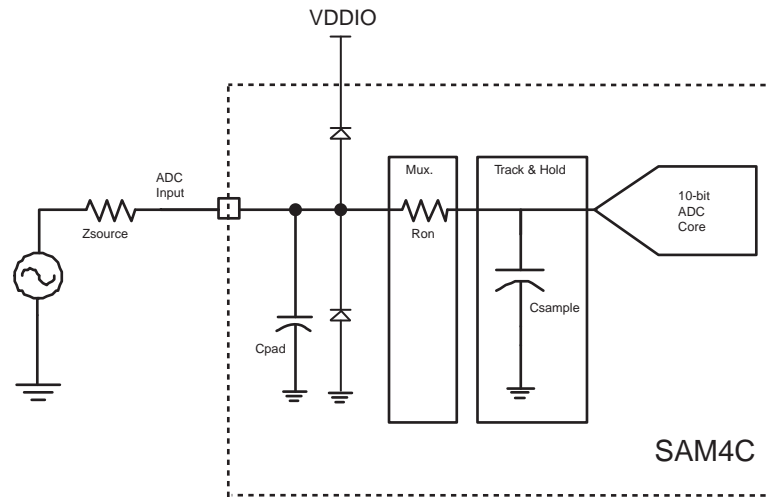 VDDIO
Mux.
Track & Hold
ADC
Input
10-bit
ADC
Core
Zsource
Ron
Csample
Cpad
SAM4C